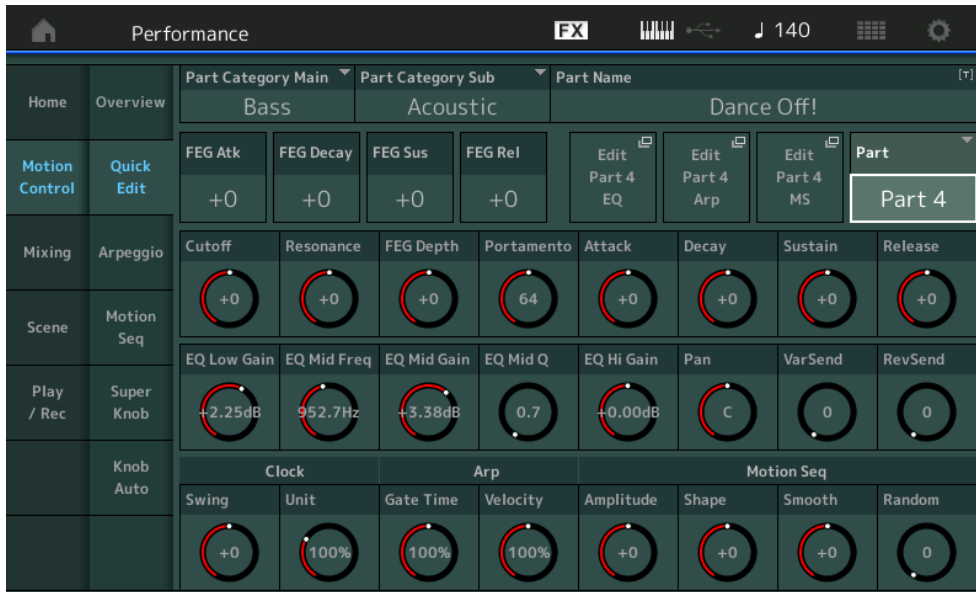 Performance
FX
♩ 140
Home
Overview
Motion
Control
Quick
Edit
Mixing
Arpeggio
Scene
Motion
Seq
Play
/ Rec
Super
Knob
Knob
Auto
Part Category Main
Part Category Sub
Part Name
[T]
Bass
Acoustic
Dance Off!
FEG Atk
FEG Decay
FEG Sus
FEG Rel
+0
+0
+0
+0
Edit
Part 4
EQ
Edit
Part 4
Arp
Edit
Part 4
MS
Part
Part 4
Cutoff
Resonance
FEG Depth
Portamento
Attack
Decay
Sustain
Release
+0
+0
+0
64
+0
+0
+0
+0
EQ Low Gain
EQ Mid Freq
EQ Mid Gain
EQ Mid Q
EQ Hi Gain
Pan
VarSend
RevSend
+2.25dB
952.7Hz
+3.38dB
0.7
+0.00dB
C
0
0
Clock
Arp
Motion Seq
Swing
Unit
Gate Time
Velocity
Amplitude
Shape
Smooth
Random
+0
100%
100%
100%
+0
+0
+0
0